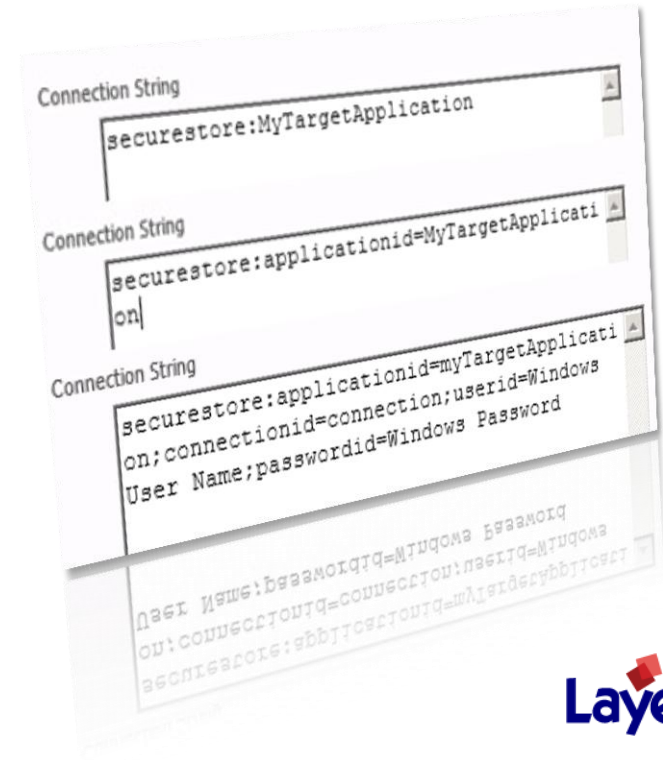 Connection String
securestore:MyTargetApplication
Connection String
securestore:applicationid=MyTargetApplicati
on
Connection String
securestore:applicationid=myTargetApplicati
on;connectionid=connection;userid=Windows
User Name;passwordid=Windows Password
Laye